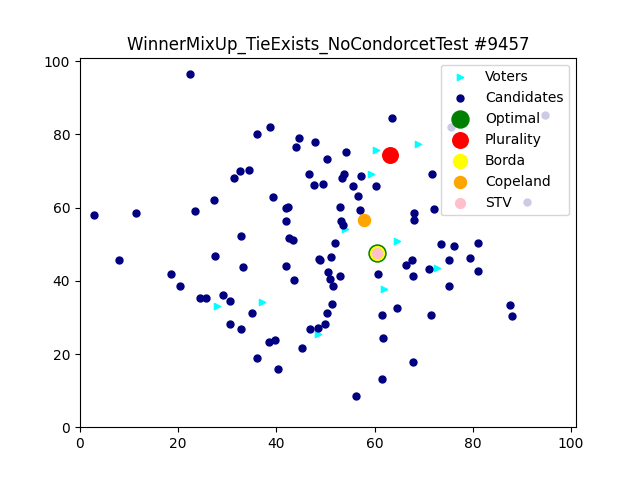 WinnerMixUp_TieExists_NoCondorcetTest #9457
Voters
Candidates
Optimal
Plurality
Borda
Copeland
STV
100
80
60
40
20
0
0 20 40 60 80 100